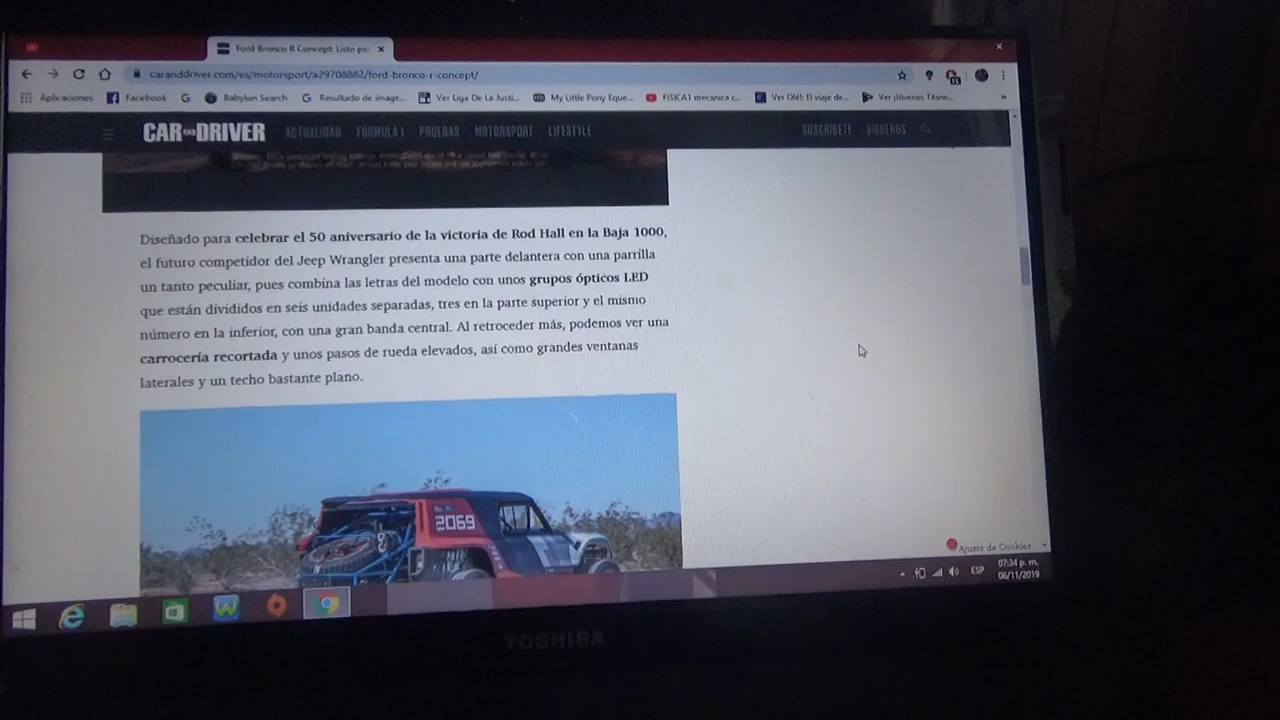 Ford Bronco R Concept: Listo pa
caranddriver.com/es/motorsport/a29708882/ford-bronco-r-concept/
Aplicaciones Facebook Babylon Search Resultado de image... Ver Liga De La Justi... My Little Pony Eque... FISICA1 mecanica c... Ver Olé!: El viaje de... Ver ¡Jóvenes Titane...
CAR AND DRIVER ACTUALIDAD FÓRMULA 1 PRUEBAS MOTORSPORT LIFESTYLE SUSCRÍBETE SÍGUENOS
Diseñado para celebrar el 50 aniversario de la victoria de Rod Hall en la Baja 1000,
el futuro competidor del Jeep Wrangler presenta una parte delantera con una parrilla
un tanto peculiar, pues combina las letras del modelo con unos grupos ópticos LED
que están divididos en seis unidades separadas, tres en la parte superior y el mismo
número en la inferior, con una gran banda central. Al retroceder más, podemos ver una
carrocería recortada y unos pasos de rueda elevados, así como grandes ventanas
laterales y un techo bastante plano.
2069
Ajuste de Cookies
ESP 07:34 p. m.
06/11/2019
TOSHIBA